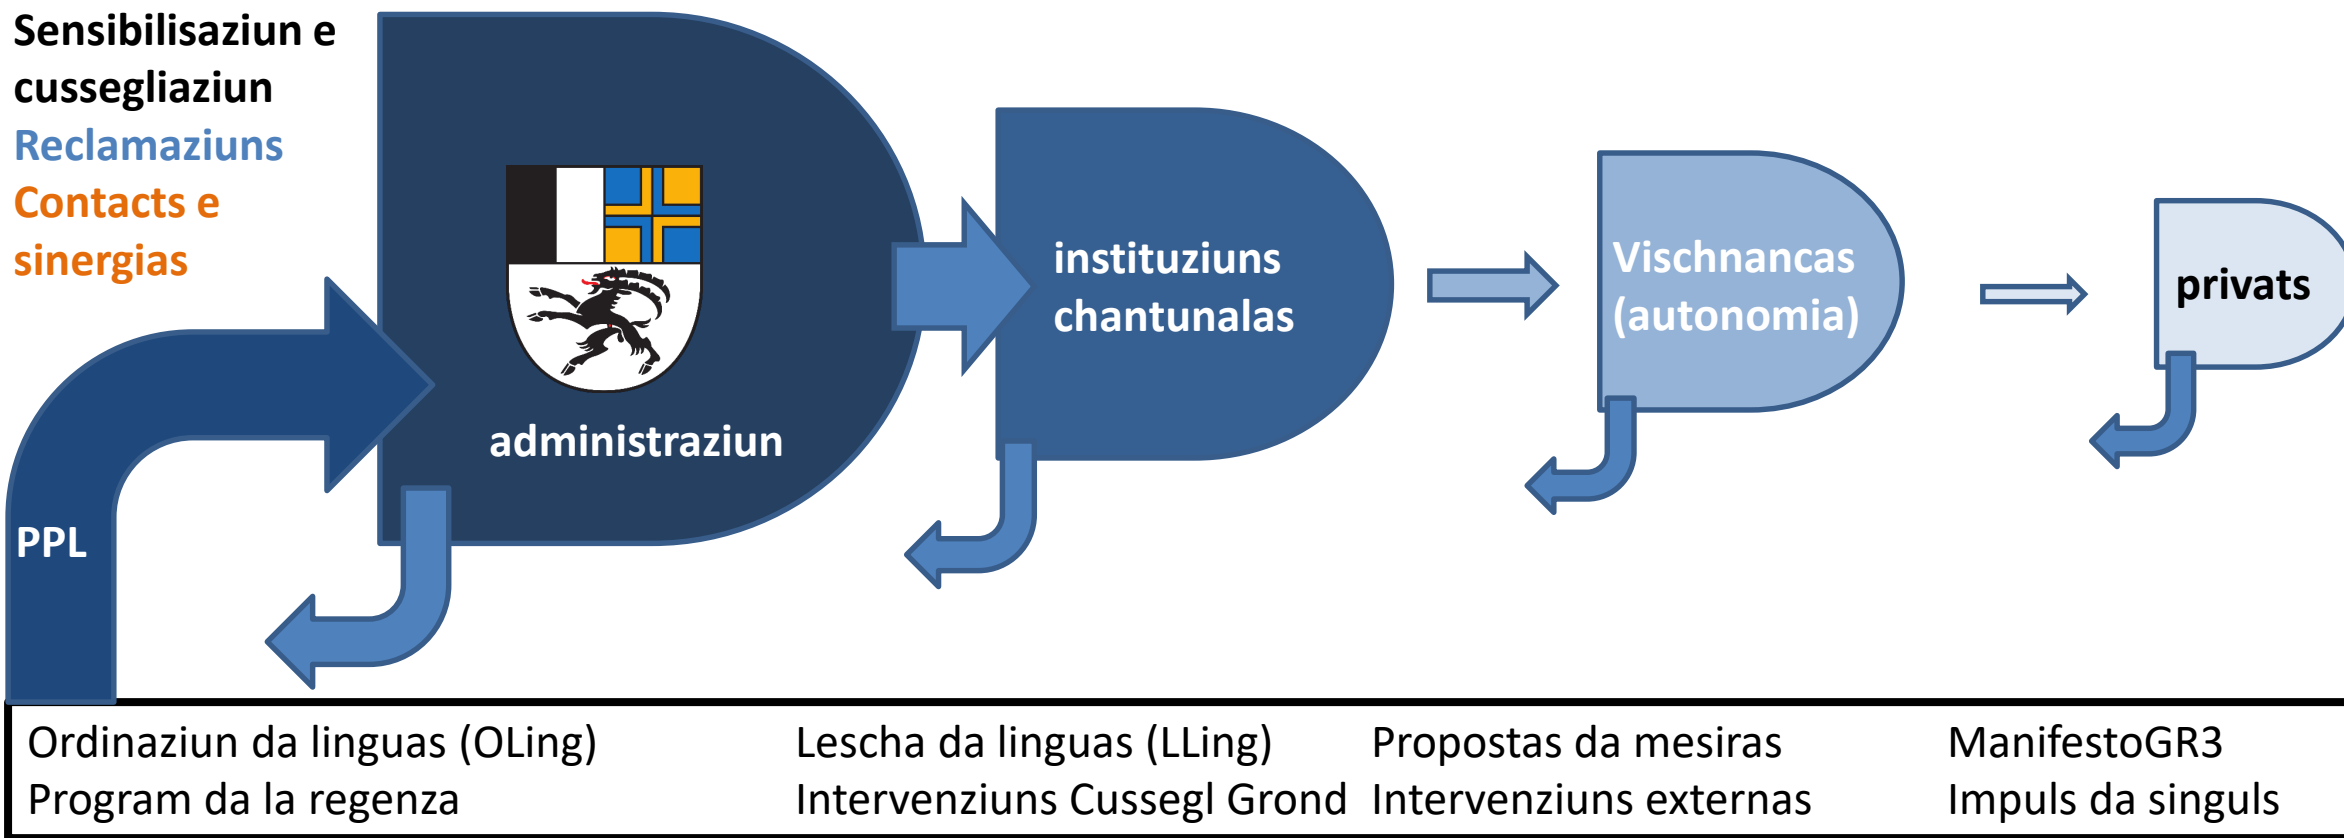 Sensibilisaziun e
cussegliaziun
Reclamaziuns
Contacts e
sinergias
PPL
administraziun
instituziuns
chantunalas
Vischnancas
(autonomia)
privats
Ordinaziun da linguas (OLing)
Program da la regenza
Lescha da linguas (LLing)
Intervenziuns Cussegl Grond
Propostas da mesiras
Intervenziuns externas
ManifestoGR3
Impuls da singuls